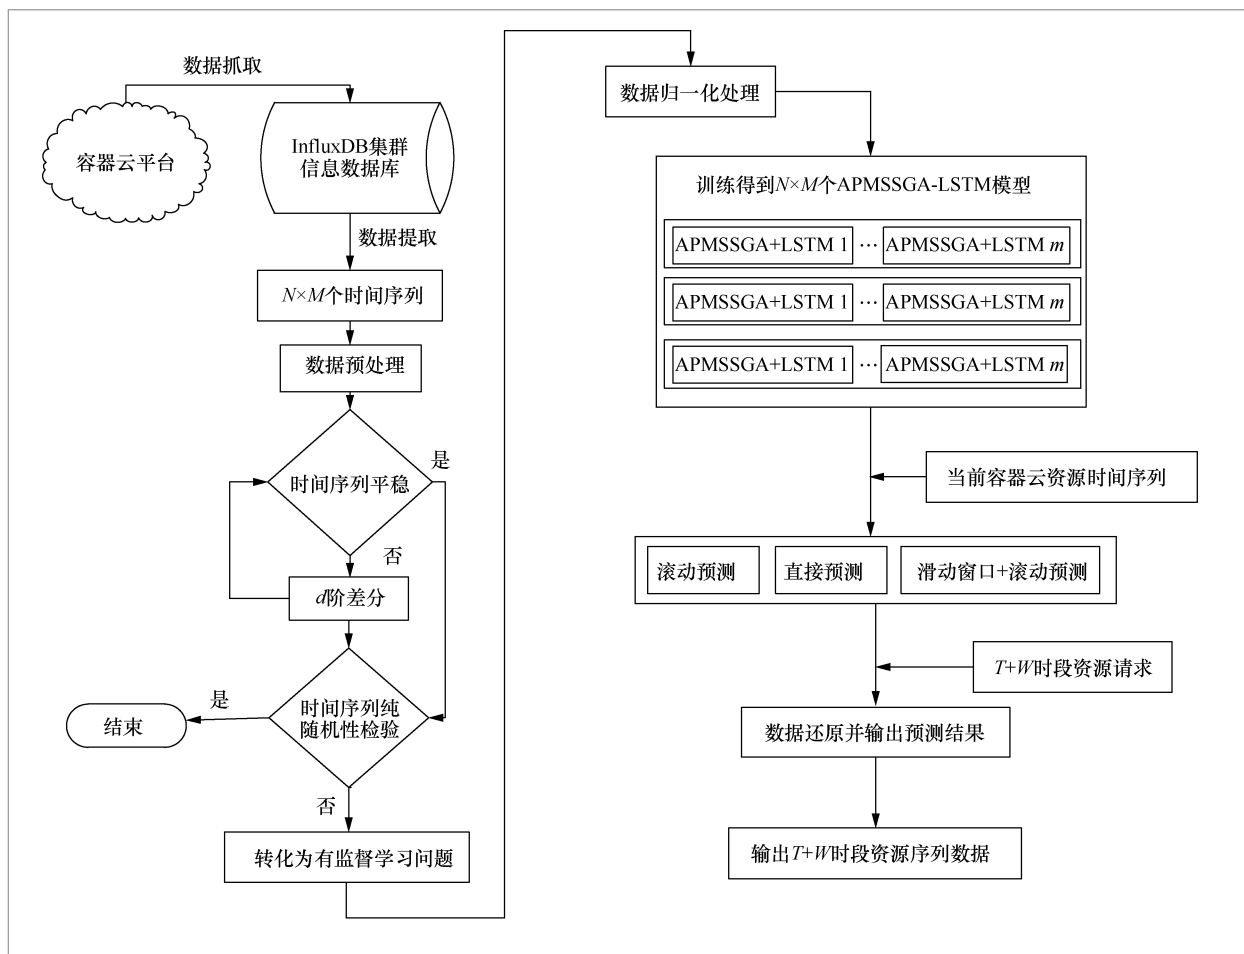 数据抓取
容器云平台
InfluxDB集群
信息数据库
数据提取
N×M个时间序列
数据预处理
时间序列平稳
是
否
d阶差分
时间序列纯
随机性检验
是
结束
否
转化为有监督学习问题
数据归一化处理
训练得到N×M个APMSSGA-LSTM模型
APMSSGA+LSTM 1 … APMSSGA+LSTM m
APMSSGA+LSTM 1 … APMSSGA+LSTM m
APMSSGA+LSTM 1 … APMSSGA+LSTM m
当前容器云资源时间序列
滚动预测 直接预测 滑动窗口+滚动预测
T+W时段资源请求
数据还原并输出预测结果
输出T+W时段资源序列数据